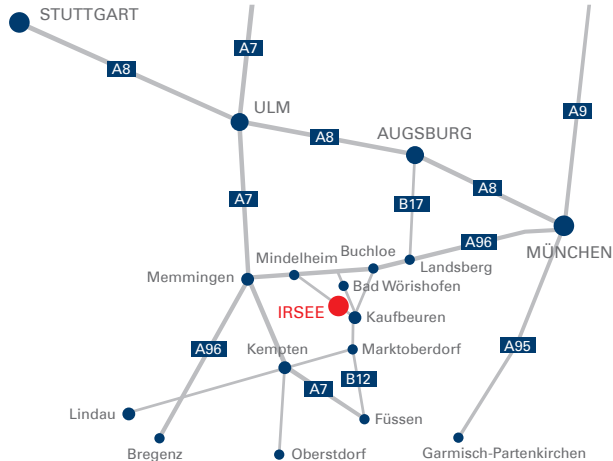 STUTTGART
A7
A8
ULM
A9
A8
AUGSBURG
A8
A7
B17
A96
MÜNCHEN
Buchloe
Mindelheim
Landsberg
Memmingen
Bad Wörishofen
IRSEE
Kaufbeuren
A96
Kempten
Marktoberdorf
A95
B12
A7
Lindau
Füssen
Bregenz
Oberstdorf
Garmisch-Partenkirchen